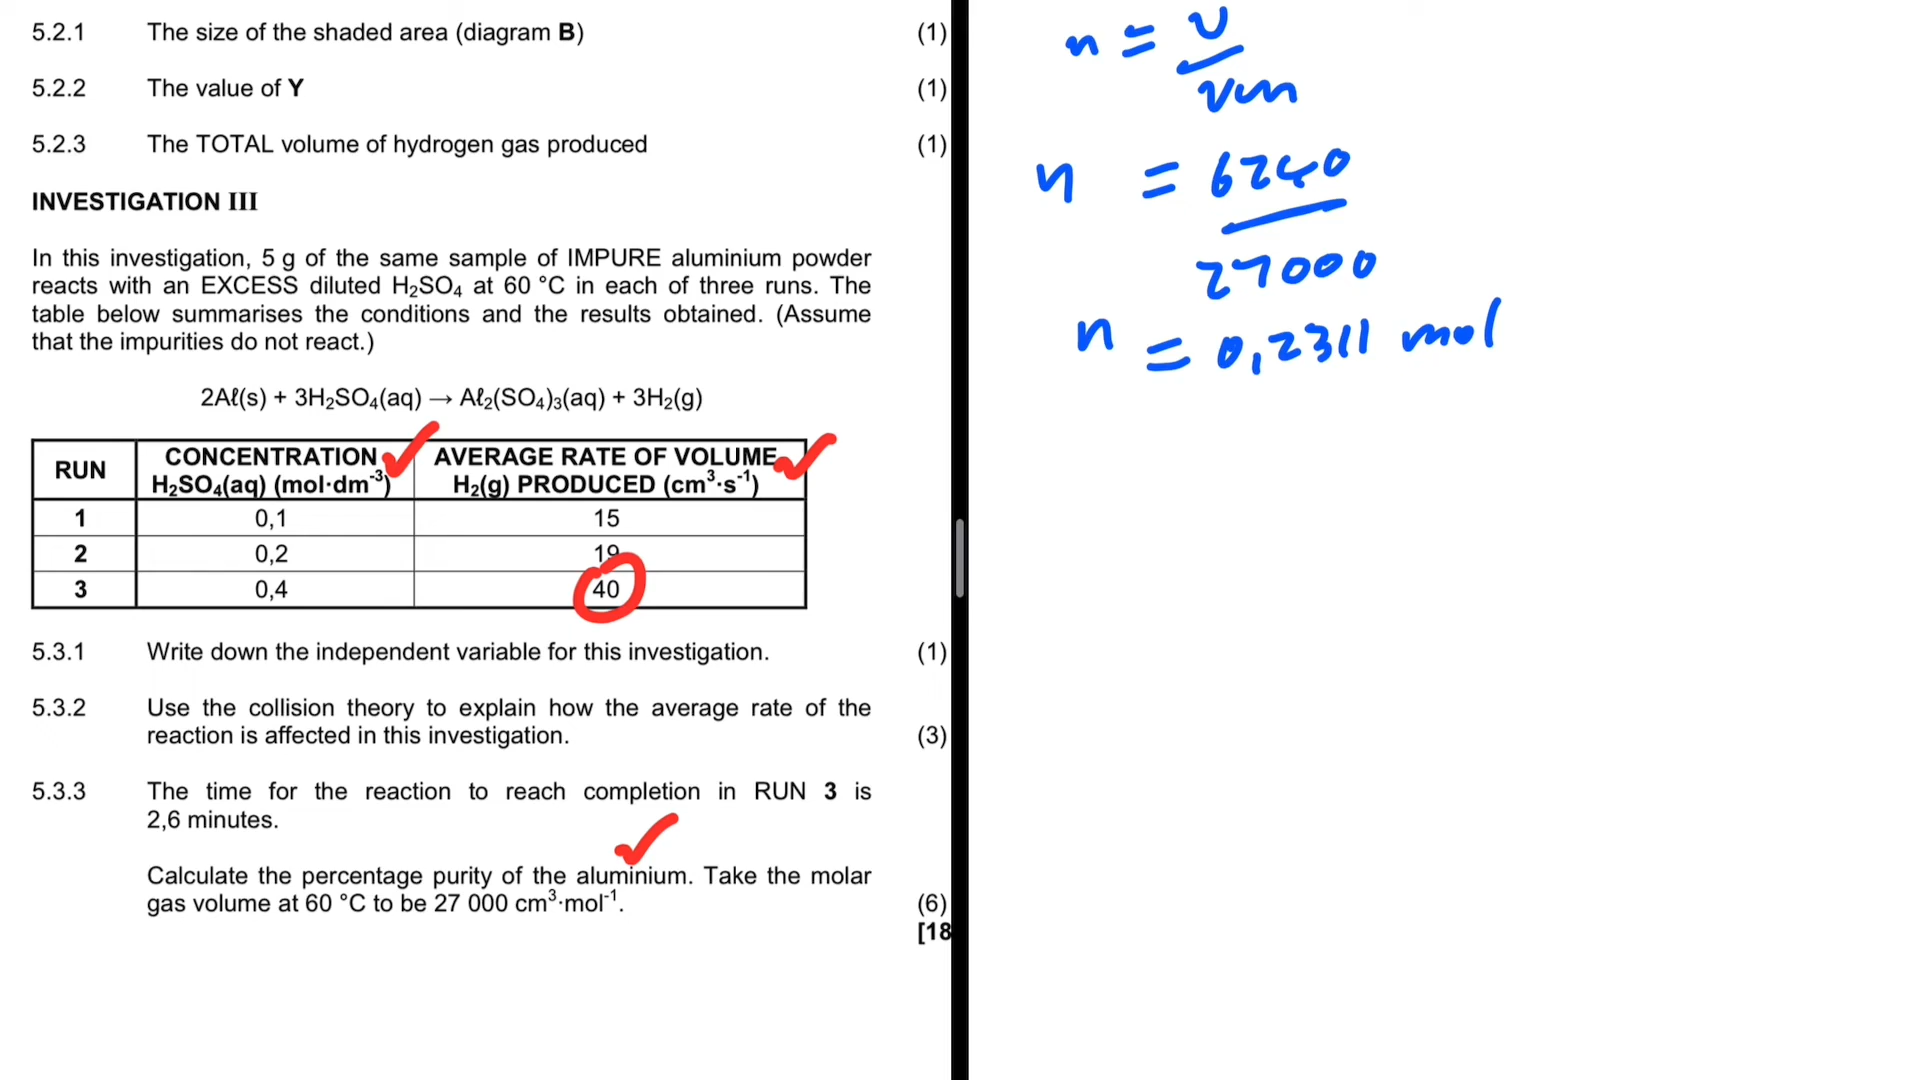 5.2.1 The size of the shaded area (diagram B) (1)
5.2.2 The value of Y (1)
5.2.3 The TOTAL volume of hydrogen gas produced (1)
INVESTIGATION III
In this investigation, 5 g of the same sample of IMPURE aluminium powder
reacts with an EXCESS diluted H₂SO₄ at 60 °C in each of three runs. The
table below summarises the conditions and the results obtained. (Assume
that the impurities do not react.)
2Aℓ(s) + 3H₂SO₄(aq) → Aℓ₂(SO₄)₃(aq) + 3H₂(g)
RUN CONCENTRATION H₂SO₄(aq) (mol·dm⁻³) AVERAGE RATE OF VOLUME H₂(g) PRODUCED (cm³·s⁻¹)
1 0,1 15
2 0,2 19
3 0,4 40
5.3.1 Write down the independent variable for this investigation. (1)
5.3.2 Use the collision theory to explain how the average rate of the
reaction is affected in this investigation. (3)
5.3.3 The time for the reaction to reach completion in RUN 3 is
2,6 minutes.
Calculate the percentage purity of the aluminium. Take the molar
gas volume at 60 °C to be 27 000 cm³·mol⁻¹. (6)
[18
n = V
Vm
n = 6240
27000
n = 0,2311 mol